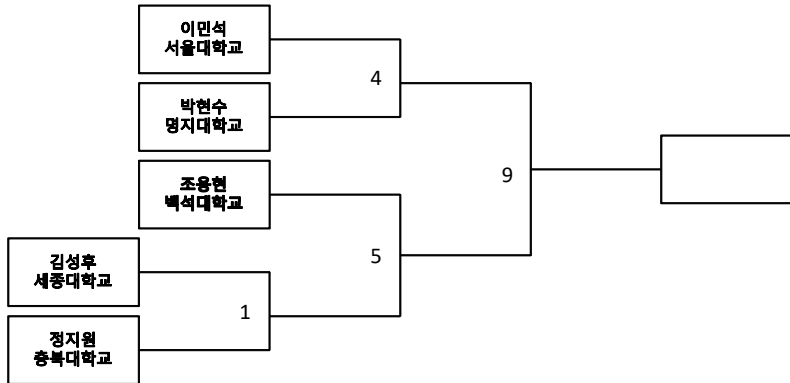 이민석
서울대학교
4
박현수
명지대학교
9
조용현
백석대학교
5
김성후
세종대학교
1
정지원
충북대학교